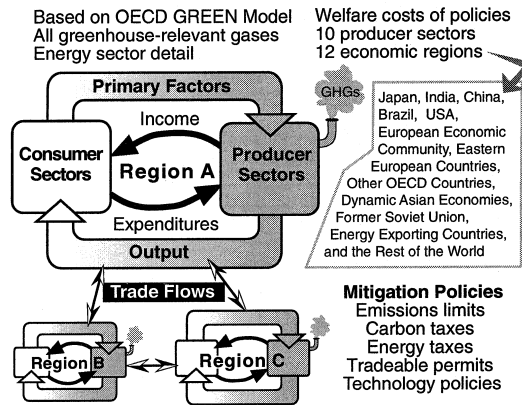 Based on OECD GREEN Model
All greenhouse-relevant gases
Energy sector detail
Welfare costs of policies
10 producer sectors
12 economic regions
Primary Factors
GHGs
Income
Consumer
Sectors
Region A
Producer
Sectors
Expenditures
Output
Japan, India, China,
Brazil, USA,
European Economic
Community, Eastern
European Countries,
Other OECD Countries,
Dynamic Asian Economies,
Former Soviet Union,
Energy Exporting Countries,
and the Rest of the World
Trade Flows
Region B
Region C
Mitigation Policies
Emissions limits
Carbon taxes
Energy taxes
Tradeable permits
Technology policies